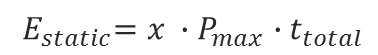 E_static = x · P_max · t_total